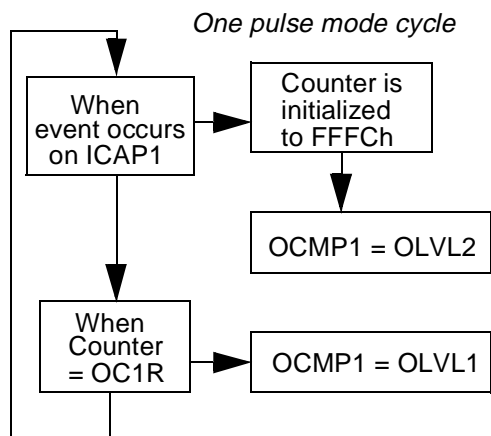 One pulse mode cycle
When
event occurs
on ICAP1
Counter is
initialized
to FFFCh
OCMP1 = OLVL2
When
Counter
= OC1R
OCMP1 = OLVL1